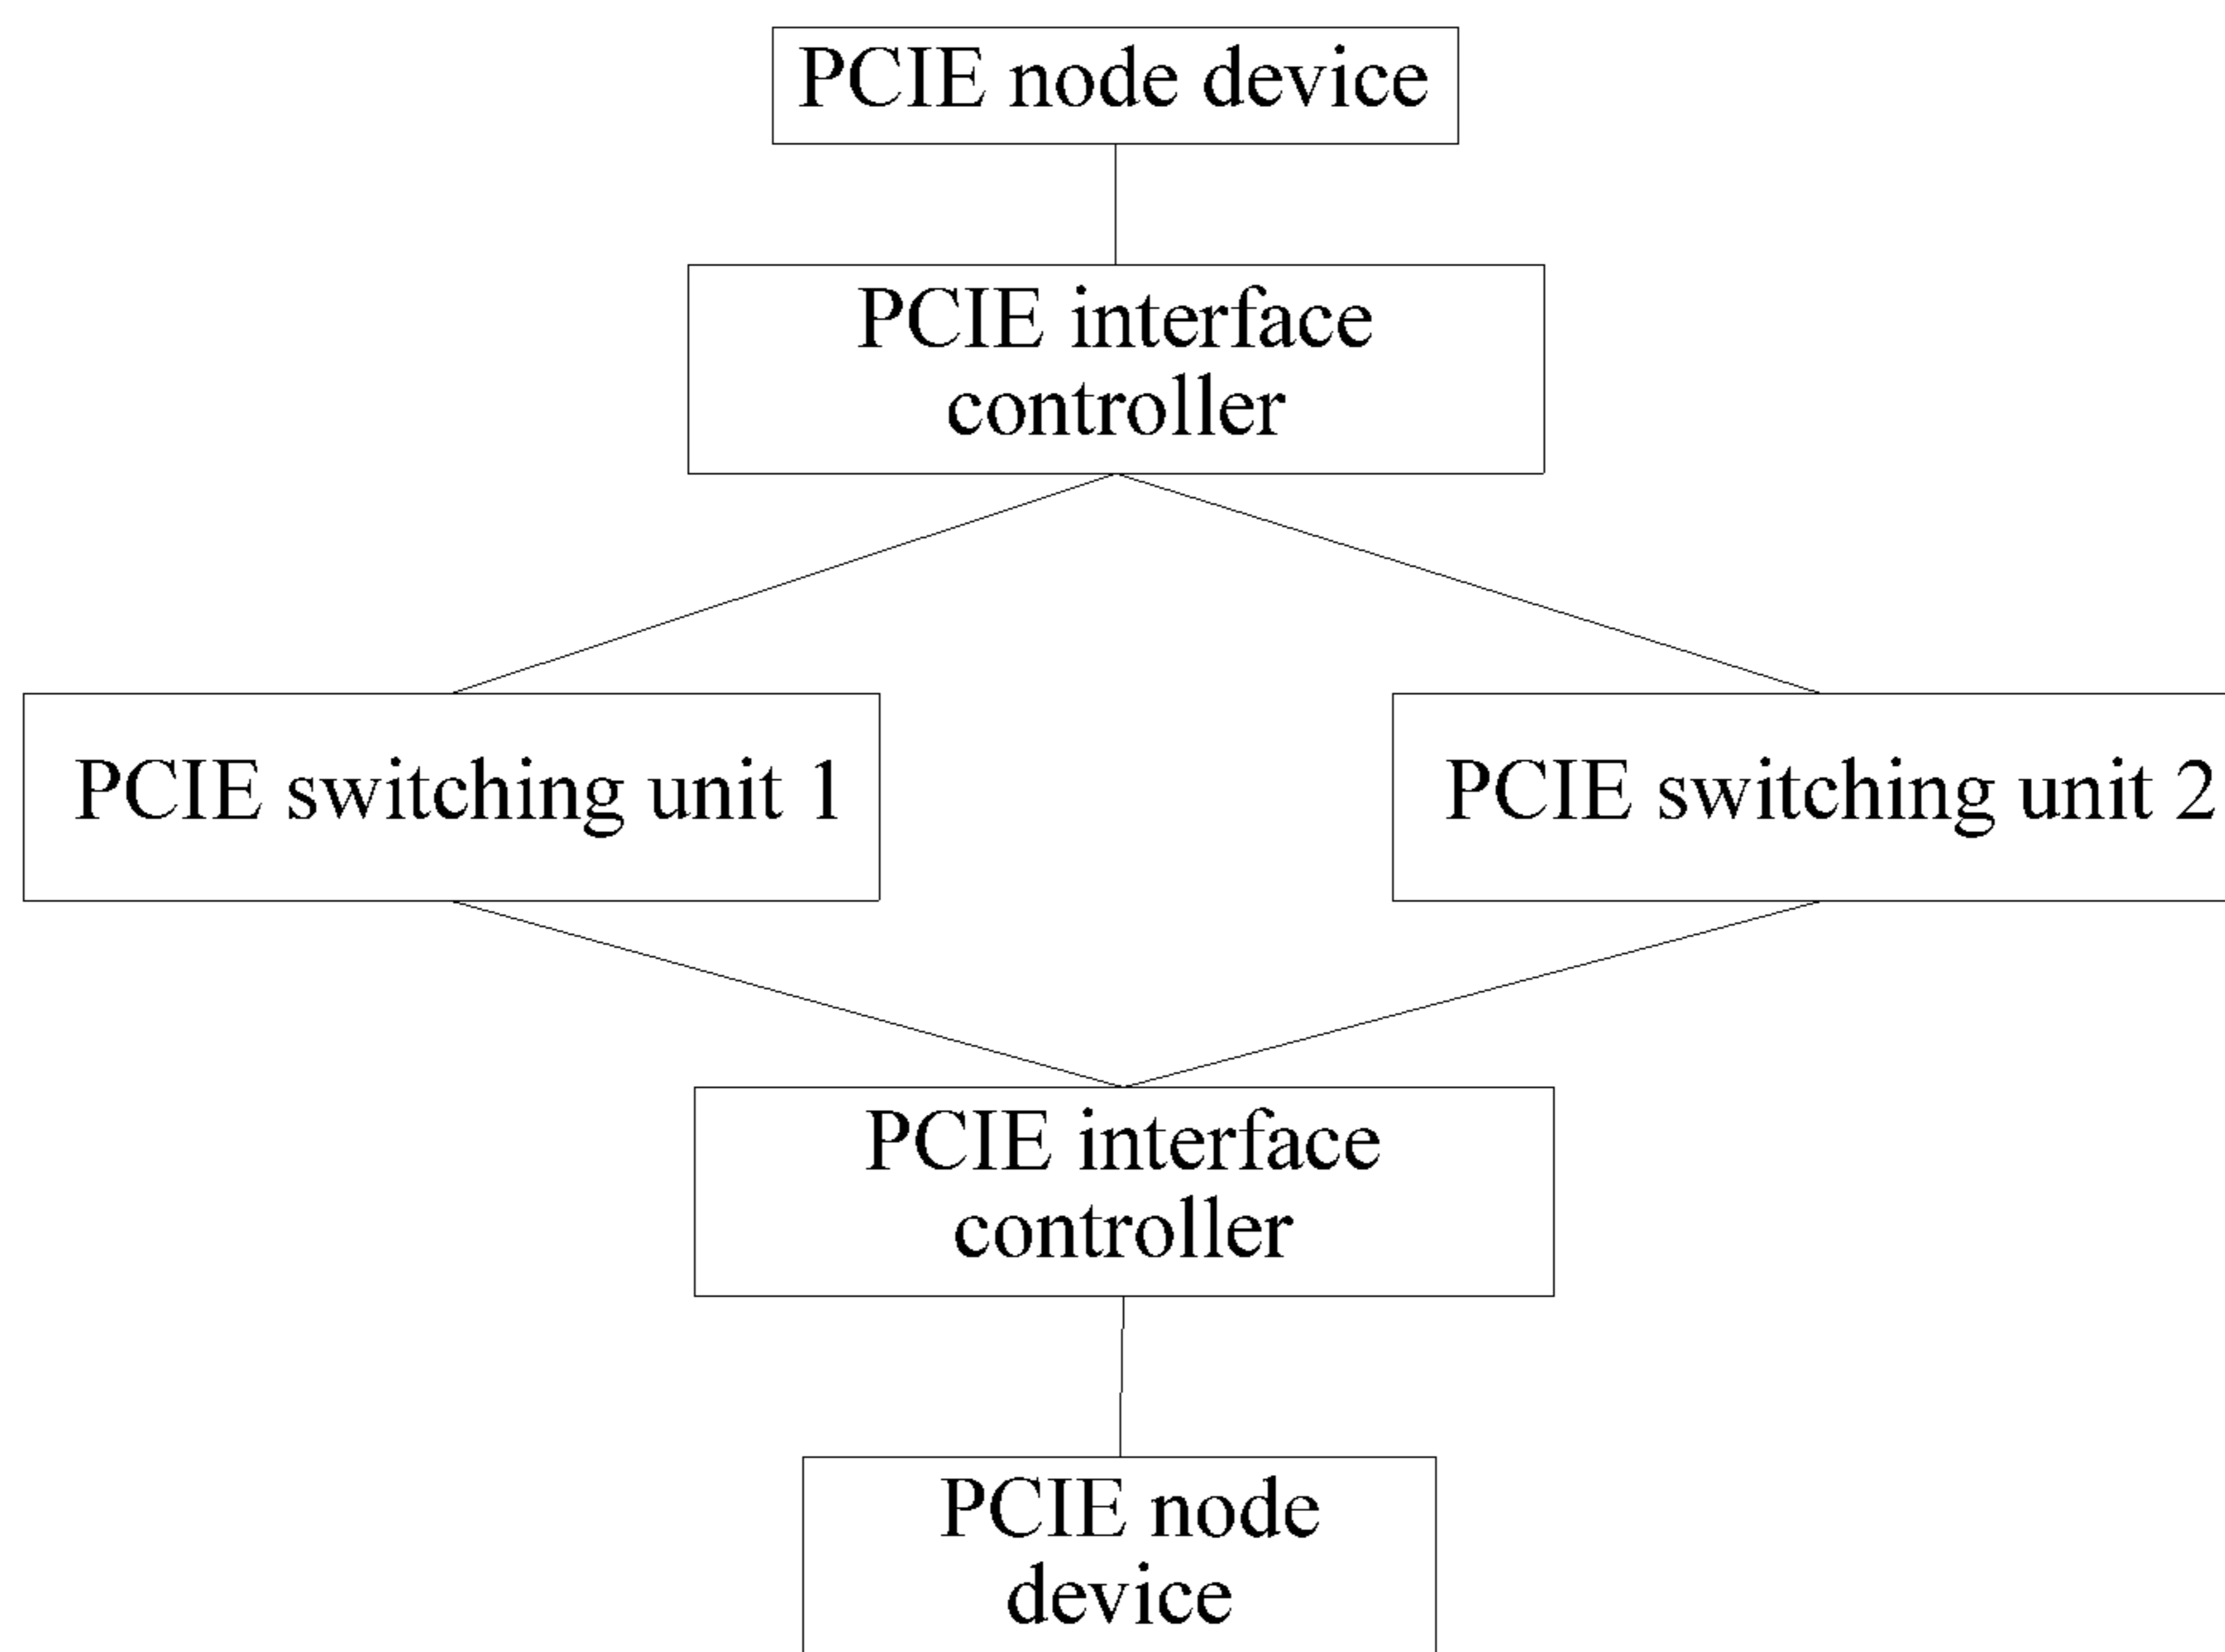 PCIE node device
PCIE interface
controller
PCIE switching unit 1
PCIE switching unit 2
PCIE interface
controller
PCIE node
device